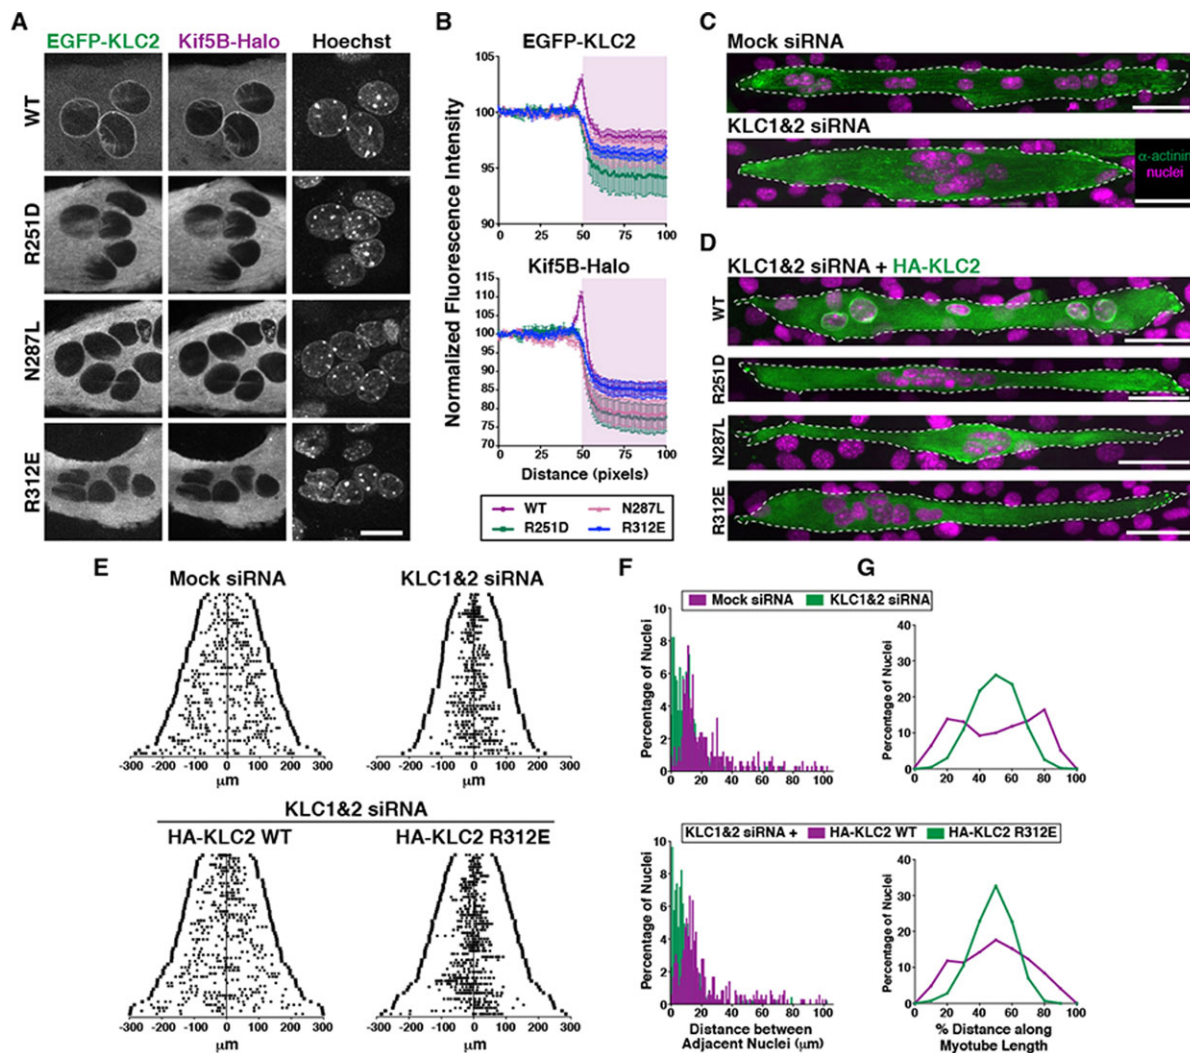 A
EGFP-KLC2 Kif5B-Halo Hoechst
WT
R251D
N287L
R312E
B
EGFP-KLC2
105
100
95
90
0 25 50 75 100
Kif5B-Halo
115
110
105
100
95
90
85
80
75
70
0 25 50 75 100
Normalized Fluorescence Intensity
Distance (pixels)
WT N287L
R251D R312E
C
Mock siRNA
KLC1&2 siRNA
α-actinin
nuclei
D
KLC1&2 siRNA + HA-KLC2
WT
R251D
N287L
R312E
E
Mock siRNA KLC1&2 siRNA
-300 -200 -100 0 100 200 300 -300 -200 -100 0 100 200 300
μm μm
KLC1&2 siRNA
HA-KLC2 WT HA-KLC2 R312E
-300 -200 -100 0 100 200 300 -300 -200 -100 0 100 200 300
μm μm
F G
Mock siRNA KLC1&2 siRNA
Percentage of Nuclei
10
8
6
4
2
0
0 20 40 60 80 100
Percentage of Nuclei
40
30
20
10
0
0 20 40 60 80 100
KLC1&2 siRNA + HA-KLC2 WT HA-KLC2 R312E
Percentage of Nuclei
10
8
6
4
2
0
0 20 40 60 80 100
Distance between
Adjacent Nuclei (μm)
Percentage of Nuclei
40
30
20
10
0
0 20 40 60 80 100
% Distance along
Myotube Length